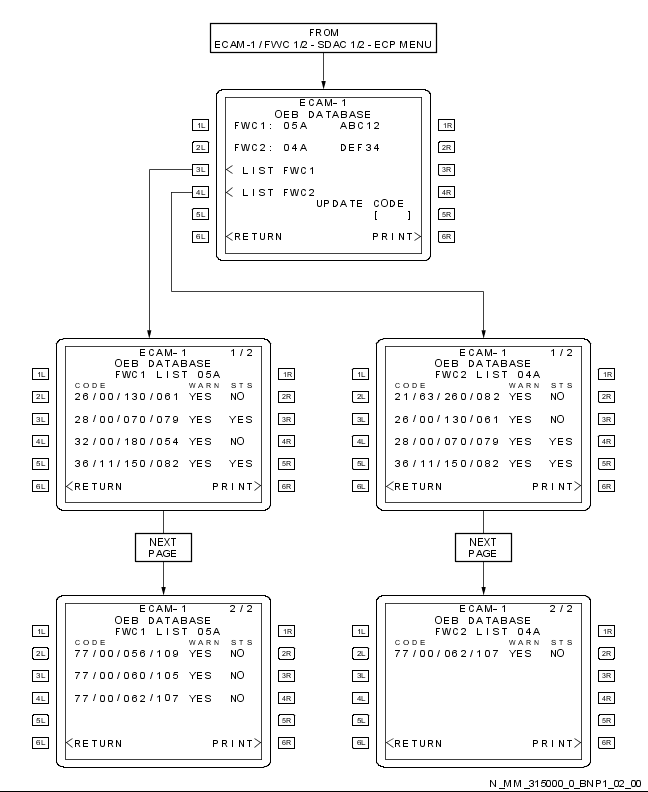 FROM
ECAM-1 / FWC 1/2 - SDAC 1/2 - ECP MENU
ECAM-1
OEB DATABASE
1L FWC1: 05A ABC12 1R
2L FWC2: 04A DEF34 2R
3L < LIST FWC1 3R
4L < LIST FWC2 4R
UPDATE CODE
5L [ ] 5R
6L <RETURN PRINT> 6R
ECAM-1 1/2
OEB DATABASE
1L FWC1 LIST 05A 1R
CODE WARN STS
2L 26/00/130/061 YES NO 2R
3L 28/00/070/079 YES YES 3R
4L 32/00/180/054 YES NO 4R
5L 36/11/150/082 YES YES 5R
6L <RETURN PRINT> 6R
ECAM-1 1/2
OEB DATABASE
1L FWC2 LIST 04A 1R
CODE WARN STS
2L 21/63/260/082 YES NO 2R
3L 26/00/130/061 YES NO 3R
4L 28/00/070/079 YES YES 4R
5L 36/11/150/082 YES YES 5R
6L <RETURN PRINT> 6R
NEXT
PAGE
NEXT
PAGE
ECAM-1 2/2
OEB DATABASE
1L FWC1 LIST 05A 1R
CODE WARN STS
2L 77/00/056/109 YES NO 2R
3L 77/00/060/105 YES NO 3R
4L 77/00/062/107 YES NO 4R
5L 5R
6L <RETURN PRINT> 6R
ECAM-1 2/2
OEB DATABASE
1L FWC2 LIST 04A 1R
CODE WARN STS
2L 77/00/062/107 YES NO 2R
3L 3R
4L 4R
5L 5R
6L <RETURN PRINT> 6R
N_MM_315000_0_BNP1_02_00